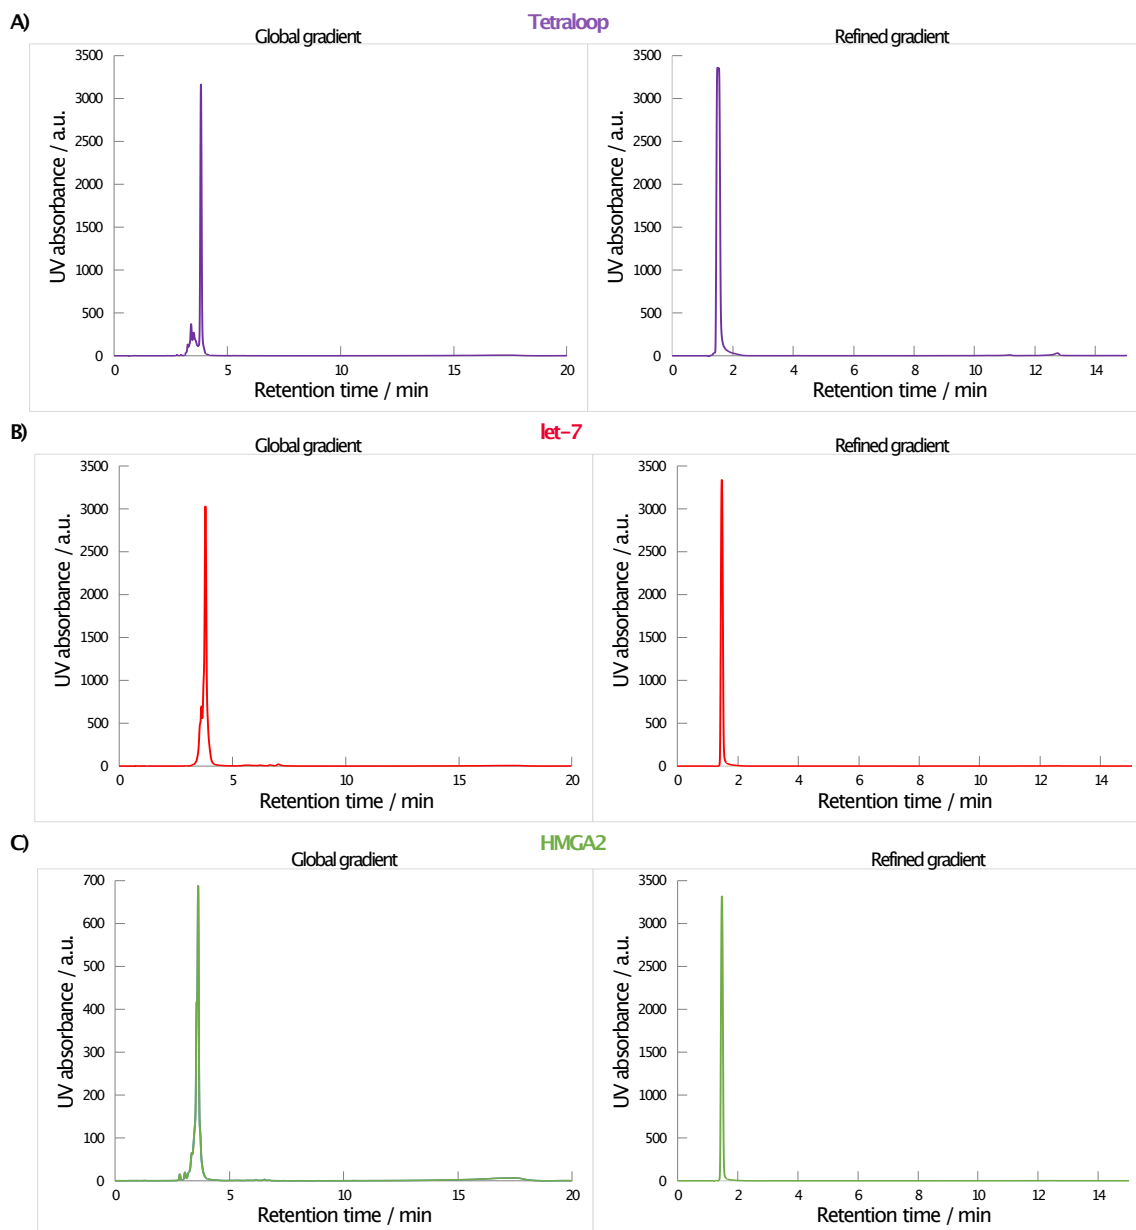 A)
Tetraloop
Global gradient
Refined gradient
UV absorbance / a.u.
3500
3000
2500
2000
1500
1000
500
0
0 5 10 15 20
Retention time / min
UV absorbance / a.u.
3500
3000
2500
2000
1500
1000
500
0
0 2 4 6 8 10 12 14
Retention time / min
B)
let-7
Global gradient
Refined gradient
UV absorbance / a.u.
3500
3000
2500
2000
1500
1000
500
0
0 5 10 15 20
Retention time / min
UV absorbance / a.u.
3500
3000
2500
2000
1500
1000
500
0
0 2 4 6 8 10 12 14
Retention time / min
C)
HMGA2
Global gradient
Refined gradient
UV absorbance / a.u.
700
600
500
400
300
200
100
0
0 5 10 15 20
Retention time / min
UV absorbance / a.u.
3500
3000
2500
2000
1500
1000
500
0
0 2 4 6 8 10 12 14
Retention time / min